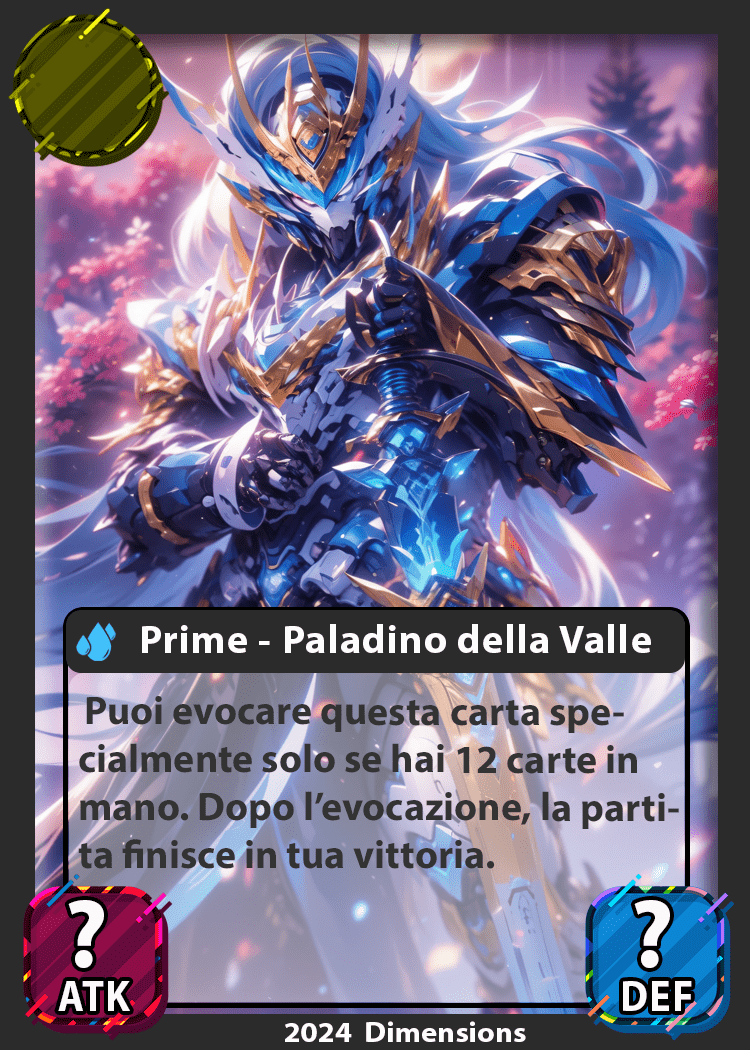 Prime - Paladino della Valle
Puoi evocare questa carta spe-
cialmente solo se hai 12 carte in
mano. Dopo l’evocazione, la parti-
ta finisce in tua vittoria.
?
ATK
?
DEF
2024 Dimensions